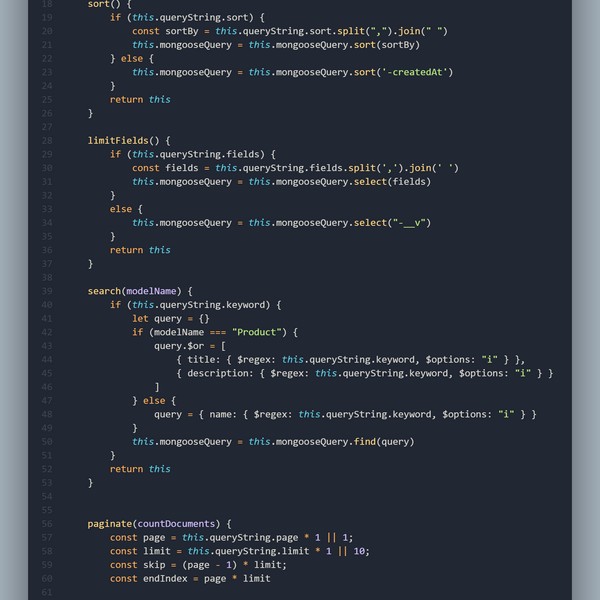 18 sort() {
19 if (this.queryString.sort) {
20 const sortBy = this.queryString.sort.split(",").join(" ")
21 this.mongooseQuery = this.mongooseQuery.sort(sortBy)
22 } else {
23 this.mongooseQuery = this.mongooseQuery.sort('-createdAt')
24 }
25 return this
26 }
27
28 limitFields() {
29 if (this.queryString.fields) {
30 const fields = this.queryString.fields.split(',').join(' ')
31 this.mongooseQuery = this.mongooseQuery.select(fields)
32 }
33 else {
34 this.mongooseQuery = this.mongooseQuery.select("-__v")
35 }
36 return this
37 }
38
39 search(modelName) {
40 if (this.queryString.keyword) {
41 let query = {}
42 if (modelName === "Product") {
43 query.$or = [
44 { title: { $regex: this.queryString.keyword, $options: "i" } },
45 { description: { $regex: this.queryString.keyword, $options: "i" } }
46 ]
47 } else {
48 query = { name: { $regex: this.queryString.keyword, $options: "i" } }
49 }
50 this.mongooseQuery = this.mongooseQuery.find(query)
51 }
52 return this
53 }
54
55
56 paginate(countDocuments) {
57 const page = this.queryString.page * 1 || 1;
58 const limit = this.queryString.limit * 1 || 10;
59 const skip = (page - 1) * limit;
60 const endIndex = page * limit
61